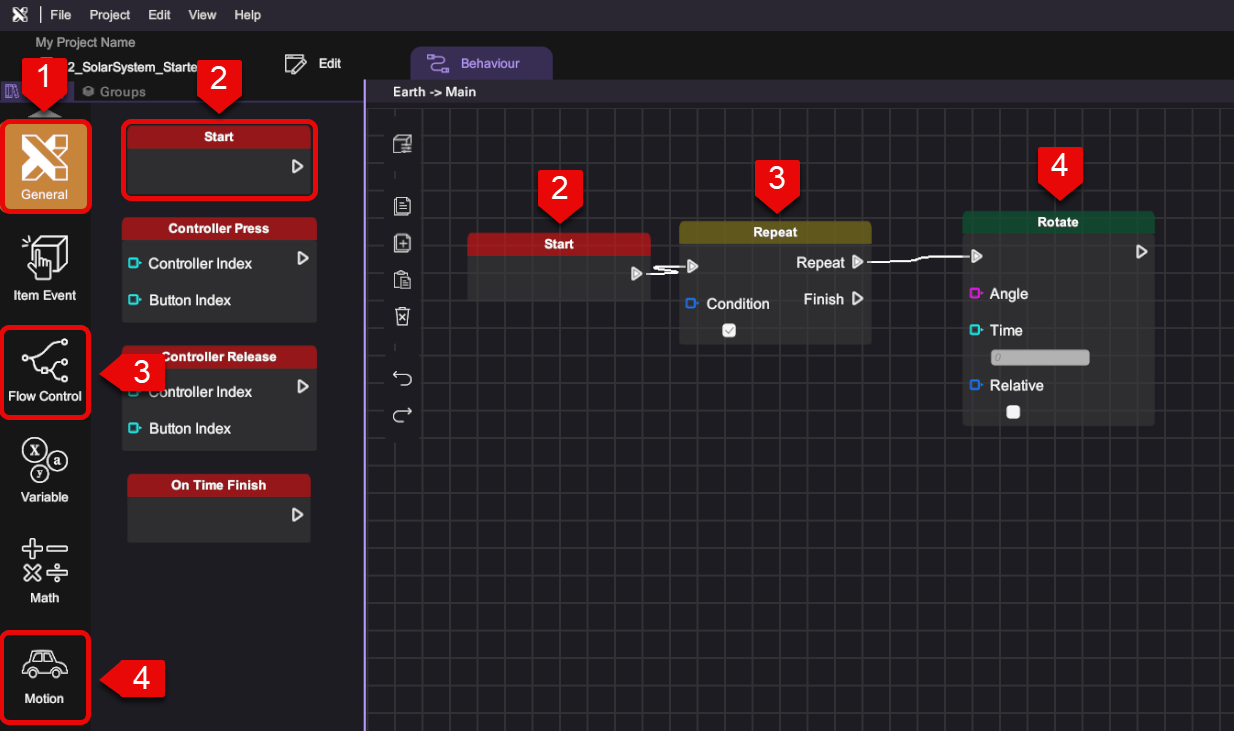 File Project Edit View Help
My Project Name
2_SolarSystem_Starte
Edit
Behaviour
Groups
Earth -> Main
1
2
General
Item Event
3
Flow Control
Variable
Math
4
Motion
Start
Controller Press
Controller Index
Button Index
Controller Release
Controller Index
Button Index
On Time Finish
2
Start
3
Repeat
Repeat
Condition
Finish
4
Rotate
Angle
Time
0
Relative
X
a
y